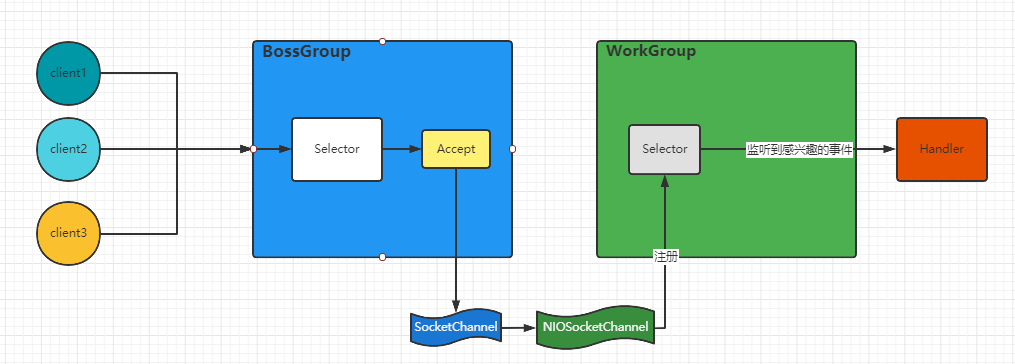 BossGroup
WorkGroup
client1
client2
client3
Selector
Accept
Selector
监听到感兴趣的事件
Handler
注册
SocketChannel
NIOSocketChannel